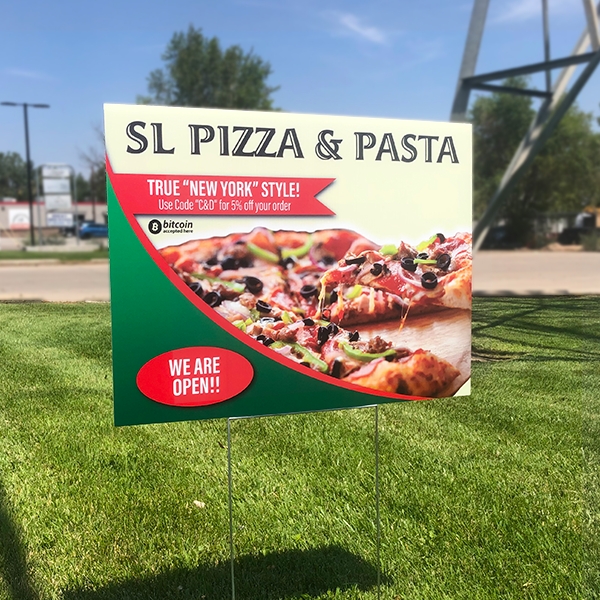 SL PIZZA & PASTA
TRUE "NEW YORK" STYLE!
Use Code "C&D" for 5% off your order
bitcoin
accepted here
WE ARE
OPEN!!